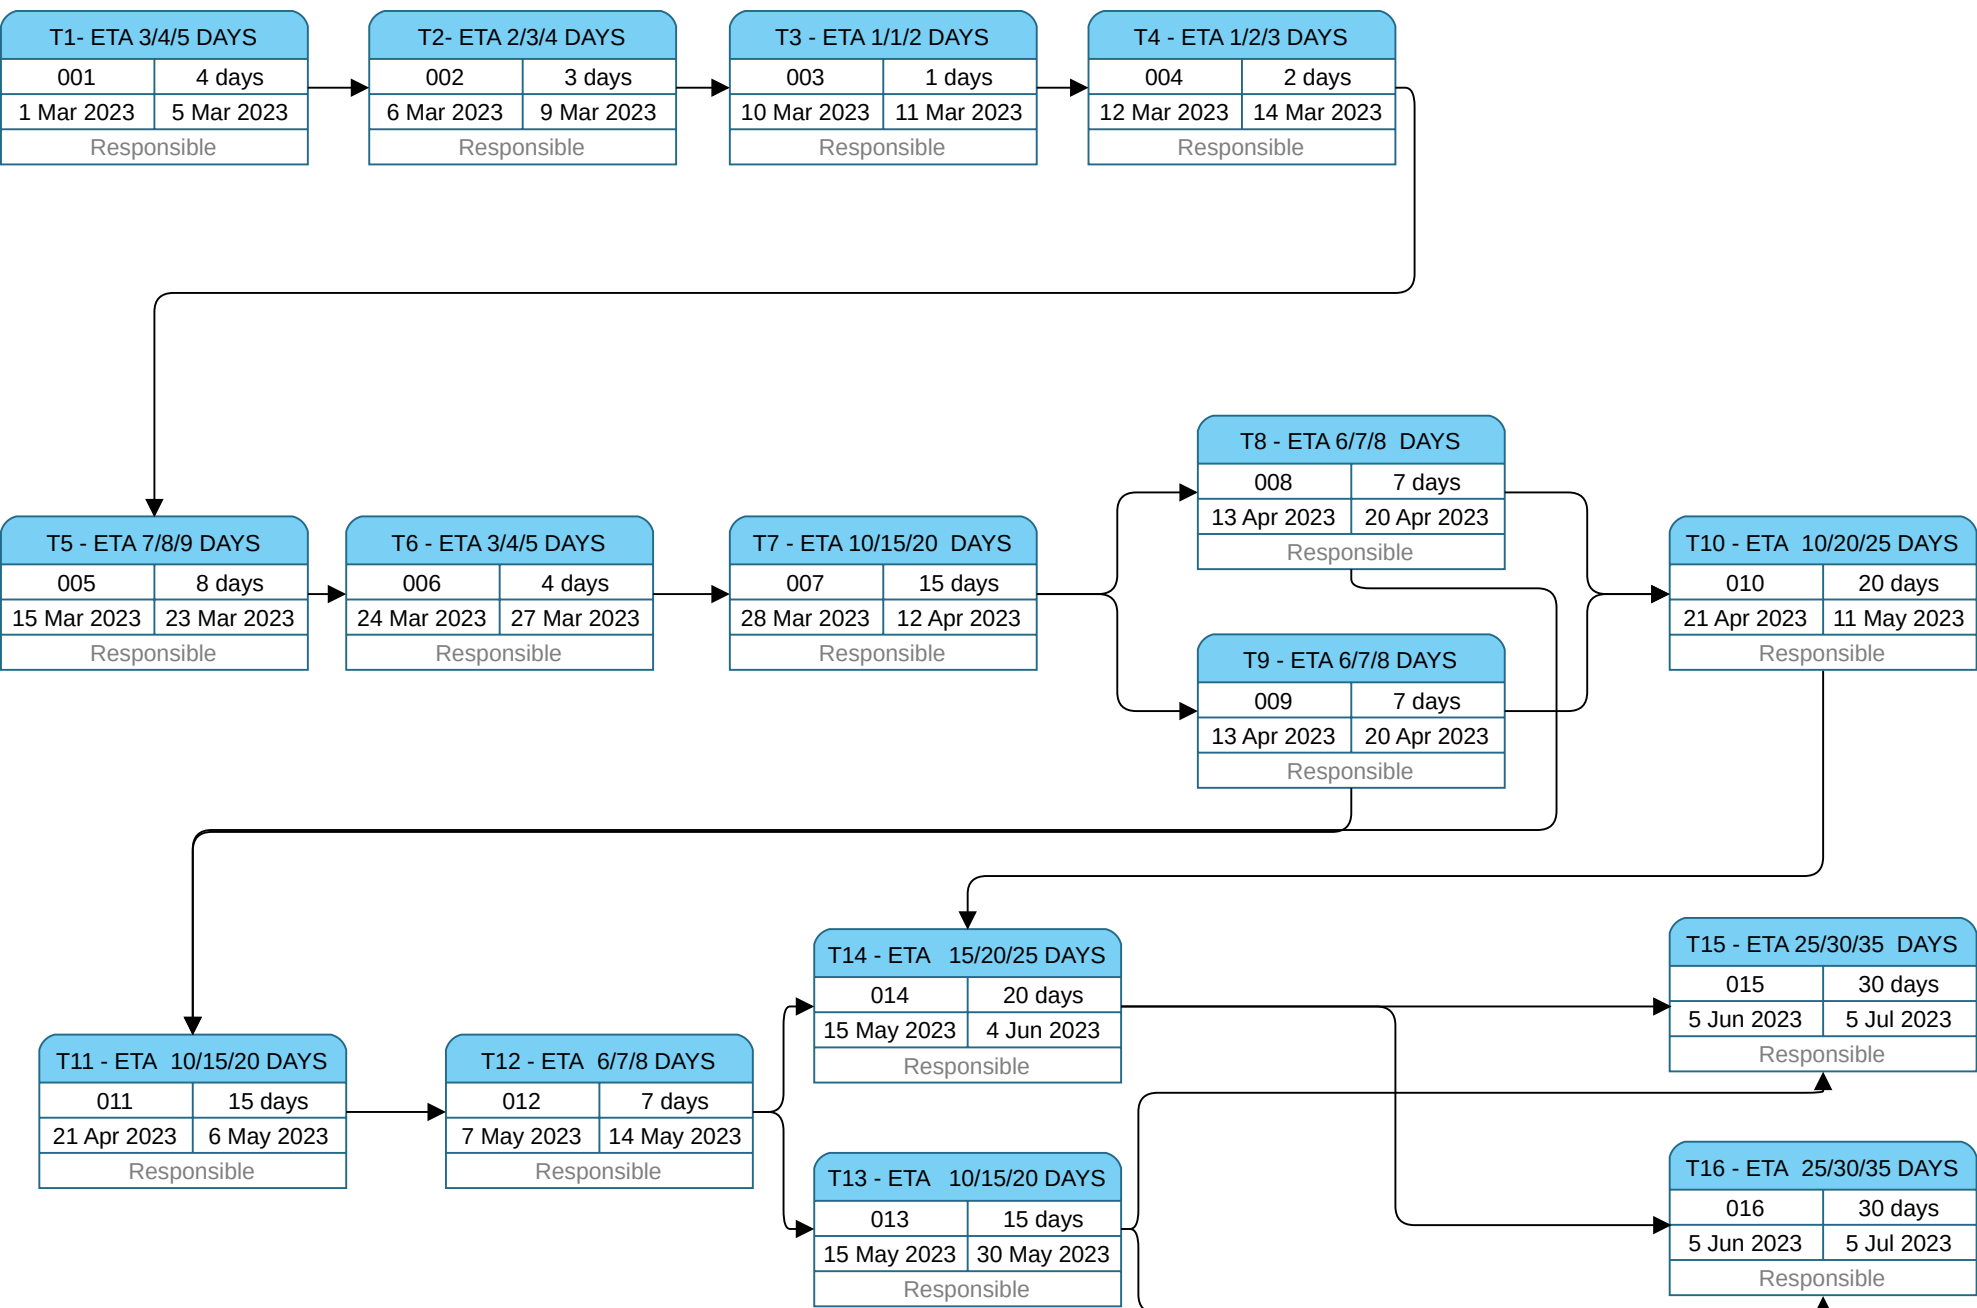 T1- ETA 3/4/5 DAYS
001 4 days
1 Mar 2023 5 Mar 2023
Responsible
T2- ETA 2/3/4 DAYS
002 3 days
6 Mar 2023 9 Mar 2023
Responsible
T3 - ETA 1/1/2 DAYS
003 1 days
10 Mar 2023 11 Mar 2023
Responsible
T4 - ETA 1/2/3 DAYS
004 2 days
12 Mar 2023 14 Mar 2023
Responsible
T5 - ETA 7/8/9 DAYS
005 8 days
15 Mar 2023 23 Mar 2023
Responsible
T6 - ETA 3/4/5 DAYS
006 4 days
24 Mar 2023 27 Mar 2023
Responsible
T7 - ETA 10/15/20 DAYS
007 15 days
28 Mar 2023 12 Apr 2023
Responsible
T8 - ETA 6/7/8 DAYS
008 7 days
13 Apr 2023 20 Apr 2023
Responsible
T9 - ETA 6/7/8 DAYS
009 7 days
13 Apr 2023 20 Apr 2023
Responsible
T10 - ETA 10/20/25 DAYS
010 20 days
21 Apr 2023 11 May 2023
Responsible
T11 - ETA 10/15/20 DAYS
011 15 days
21 Apr 2023 6 May 2023
Responsible
T12 - ETA 6/7/8 DAYS
012 7 days
7 May 2023 14 May 2023
Responsible
T14 - ETA 15/20/25 DAYS
014 20 days
15 May 2023 4 Jun 2023
Responsible
T13 - ETA 10/15/20 DAYS
013 15 days
15 May 2023 30 May 2023
Responsible
T15 - ETA 25/30/35 DAYS
015 30 days
5 Jun 2023 5 Jul 2023
Responsible
T16 - ETA 25/30/35 DAYS
016 30 days
5 Jun 2023 5 Jul 2023
Responsible